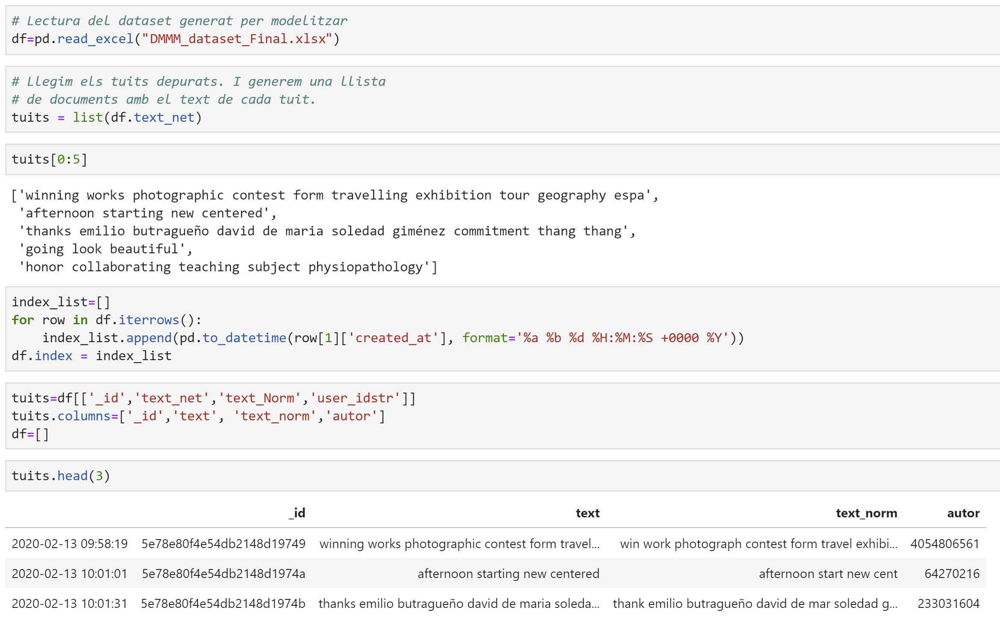 # Lectura del dataset generat per modelitzar
df=pd.read_excel("DMMM_dataset_Final.xlsx")
# Llegim els tuits depurats. I generem una llista
# de documents amb el text de cada tuit.
tuits = list(df.text_net)
tuits[0:5]
['winning works photographic contest form travelling exhibition tour geography espa',
 'afternoon starting new centered',
 'thanks emilio butragueño david de maria soledad giménez commitment thang thang',
 'going look beautiful',
 'honor collaborating teaching subject physiopathology']
index_list=[]
for row in df.iterrows():
    index_list.append(pd.to_datetime(row[1]['created_at'], format='%a %b %d %H:%M:%S +0000 %Y'))
df.index = index_list
tuits=df[['_id','text_net','text_Norm','user_idstr']]
tuits.columns=['_id','text', 'text_norm','autor']
df=[]
tuits.head(3)
_id text text_norm autor
2020-02-13 09:58:19 5e78e80f4e54db2148d19749 winning works photographic contest form travel... win work photograph contest form travel exhibi... 4054806561
2020-02-13 10:01:01 5e78e80f4e54db2148d1974a afternoon starting new centered afternoon start new cent 64270216
2020-02-13 10:01:31 5e78e80f4e54db2148d1974b thanks emilio butragueño david de maria soleda... thank emilio butragueño david de mar soledad g... 233031604